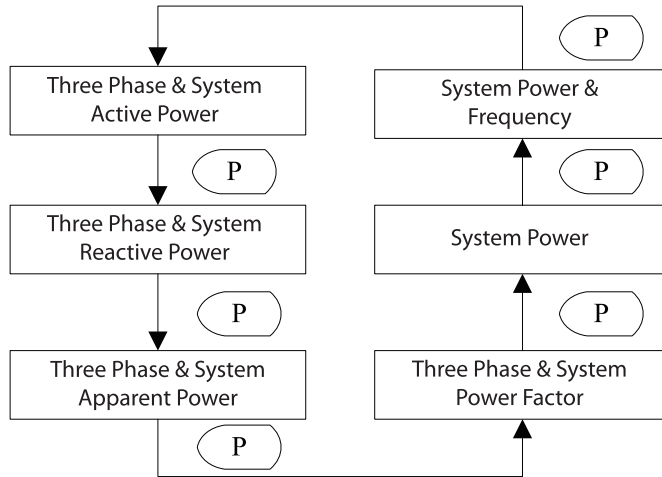 P
Three Phase & System
Active Power
System Power &
Frequency
P
P
Three Phase & System
Reactive Power
System Power
P
P
Three Phase & System
Apparent Power
Three Phase & System
Power Factor
P